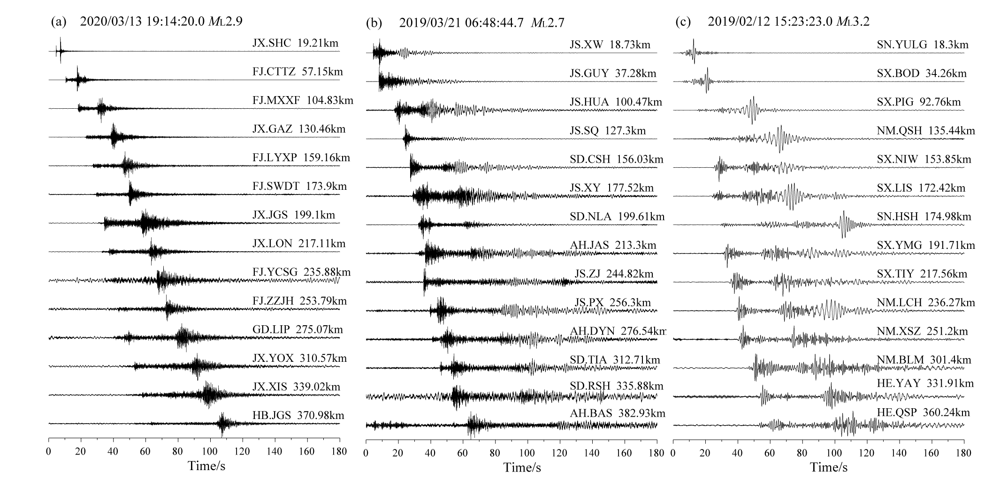 (a) 2020/03/13 19:14:20.0 ML2.9
JX.SHC 19.21km
FJ.CTTZ 57.15km
FJ.MXXF 104.83km
JX.GAZ 130.46km
FJ.LYXP 159.16km
FJ.SWDT 173.9km
JX.JGS 199.1km
JX.LON 217.11km
FJ.YCSG 235.88km
FJ.ZZJH 253.79km
GD.LIP 275.07km
JX.YOX 310.57km
JX.XIS 339.02km
HB.JGS 370.98km
0 20 40 60 80 100 120 140 160 180
Time/s
(b) 2019/03/21 06:48:44.7 ML2.7
JS.XW 18.73km
JS.GUY 37.28km
JS.HUA 100.47km
JS.SQ 127.3km
SD.CSH 156.03km
JS.XY 177.52km
SD.NLA 199.61km
AH.JAS 213.3km
JS.ZJ 244.82km
JS.PX 256.3km
AH.DYN 276.54km
SD.TIA 312.71km
SD.RSH 335.88km
AH.BAS 382.93km
0 20 40 60 80 100 120 140 160 180
Time/s
(c) 2019/02/12 15:23:23.0 ML3.2
SN.YULG 18.3km
SX.BOD 34.26km
SX.PIG 92.76km
NM.QSH 135.44km
SX.NIW 153.85km
SX.LIS 172.42km
SN.HSH 174.98km
SX.YMG 191.71km
SX.TIY 217.56km
NM.LCH 236.27km
NM.XSZ 251.2km
NM.BLM 301.4km
HE.YAY 331.91km
HE.QSP 360.24km
0 20 40 60 80 100 120 140 160 180
Time/s